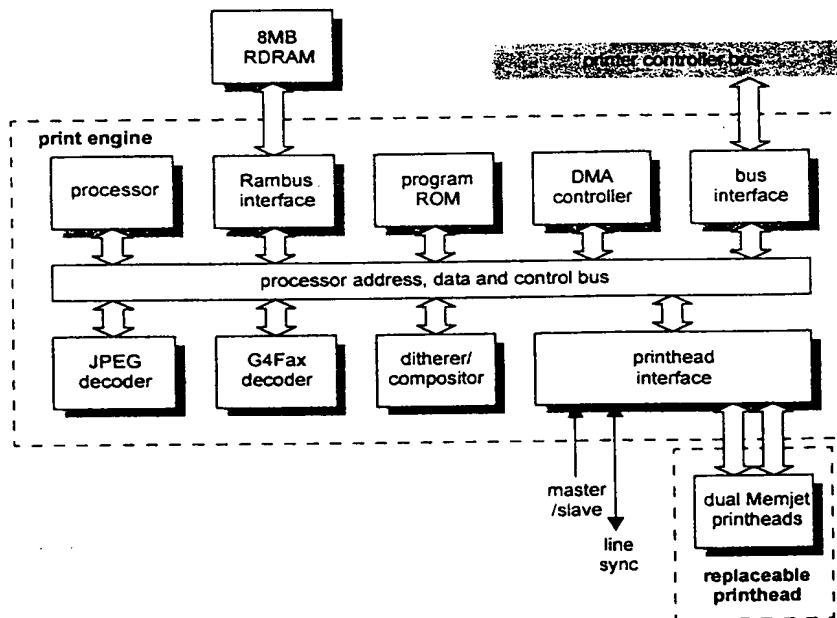 8MB
RDRAM
printer controller bus
print engine
processor
Rambus
interface
program
ROM
DMA
controller
bus
interface
processor address, data and control bus
JPEG
decoder
G4Fax
decoder
ditherer/
compositor
printhead
interface
master
/slave
line
sync
dual Memjet
printheads
replaceable
printhead